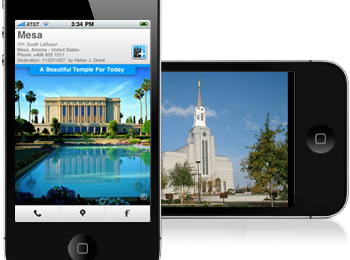 AT&T 3:34 PM
Mesa
101 South LeSueur
Mesa, Arizona - United States
Phone: +408 833 1211
Dedication: 11/23/1927, by Heber J. Grant
A Beautiful Temple For Today
©
f